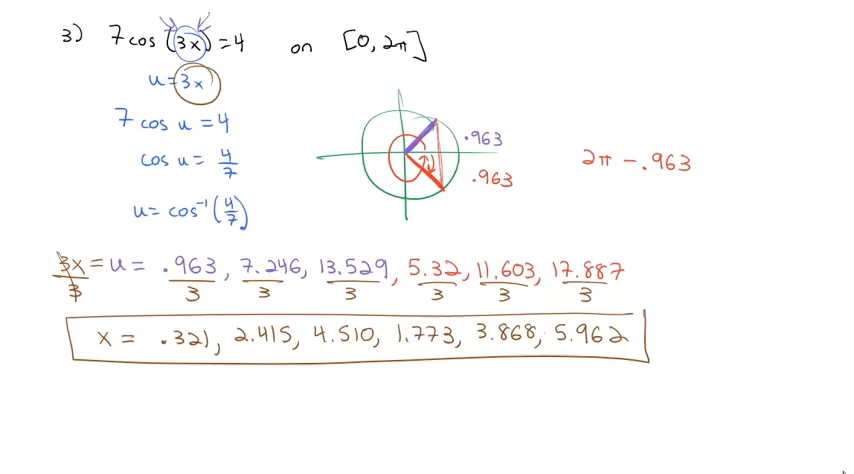 3) 7 cos (3x) = 4 on [0, 2π]
u = 3x
7 cos u = 4
cos u = 4/7
u = cos⁻¹(4/7)
.963
.963
2π - .963
3x/3 = u = .963/3, 7.246/3, 13.529/3, 5.32/3, 11.603/3, 17.887/3
x = .321, 2.415, 4.510, 1.773, 3.868, 5.962